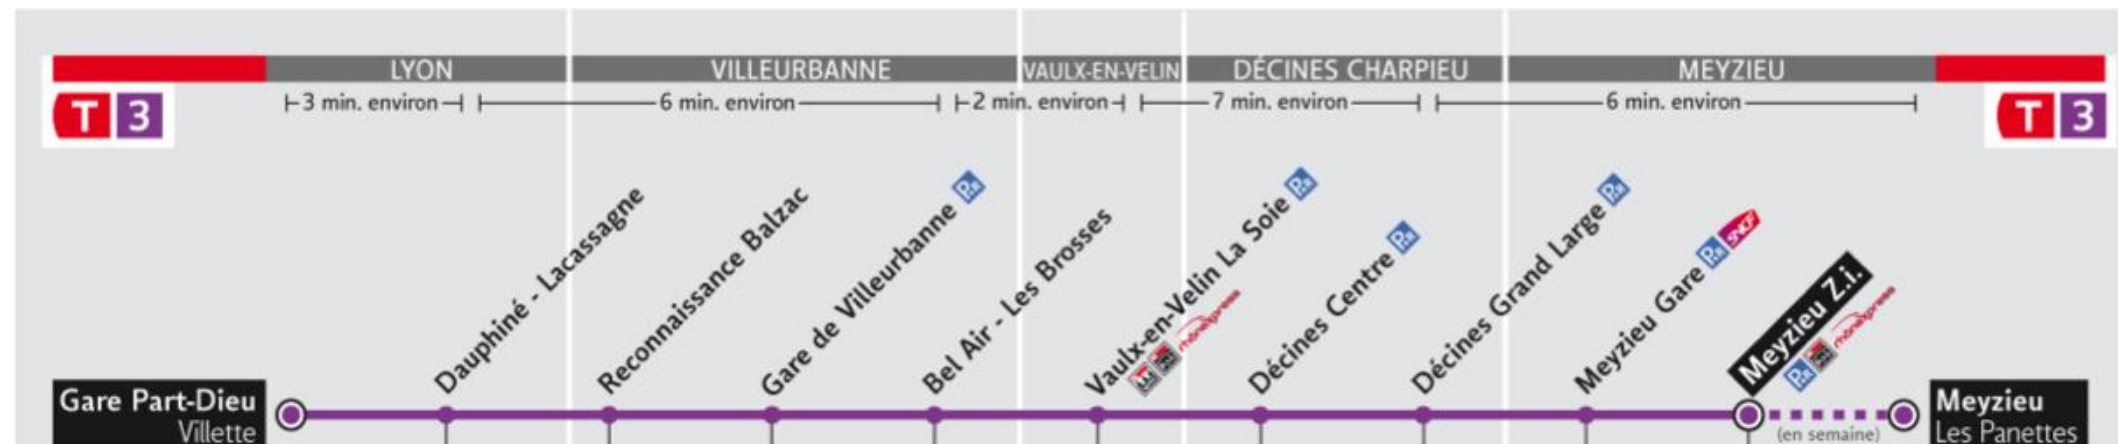 LYON
VILLEURBANNE
VAULX-EN-VELIN
DÉCINES CHARPIEU
MEYZIEU
T 3
3 min. environ
6 min. environ
2 min. environ
7 min. environ
6 min. environ
T 3
Gare Part-Dieu
Villette
Dauphiné - Lacassagne
Reconnaissance Balzac
Gare de Villeurbanne P+R
Bel Air - Les Brosses
Vaulx-en-Velin La Soie P+R
rhônexpress
Décines Centre P+R
Décines Grand Large P+R
Meyzieu Gare P+R SNCF
Meyzieu Z.i.
P+R rhônexpress
(en semaine)
Meyzieu
Les Panettes